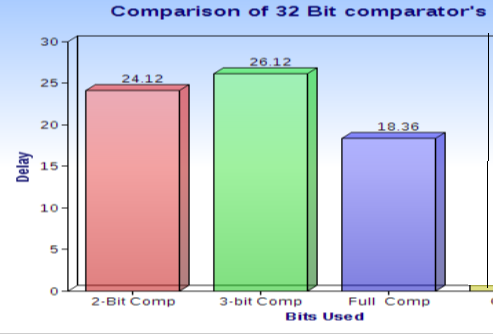 Comparison of 32 Bit comparator's
30
25
20
15
10
5
0
Delay
24.12
26.12
18.36
2-Bit Comp
3-bit Comp
Full Comp
Bits Used